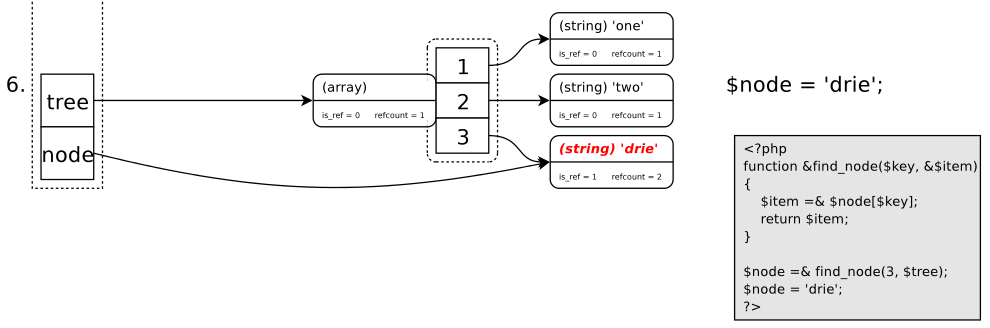 6.
tree
node
(array)
is_ref = 0 refcount = 1
1
2
3
(string) 'one'
is_ref = 0 refcount = 1
(string) 'two'
is_ref = 0 refcount = 1
(string) 'drie'
is_ref = 1 refcount = 2
$node = 'drie';
<?php
function &find_node($key, &$item)
{
    $item =& $node[$key];
    return $item;
}

$node =& find_node(3, $tree);
$node = 'drie';
?>